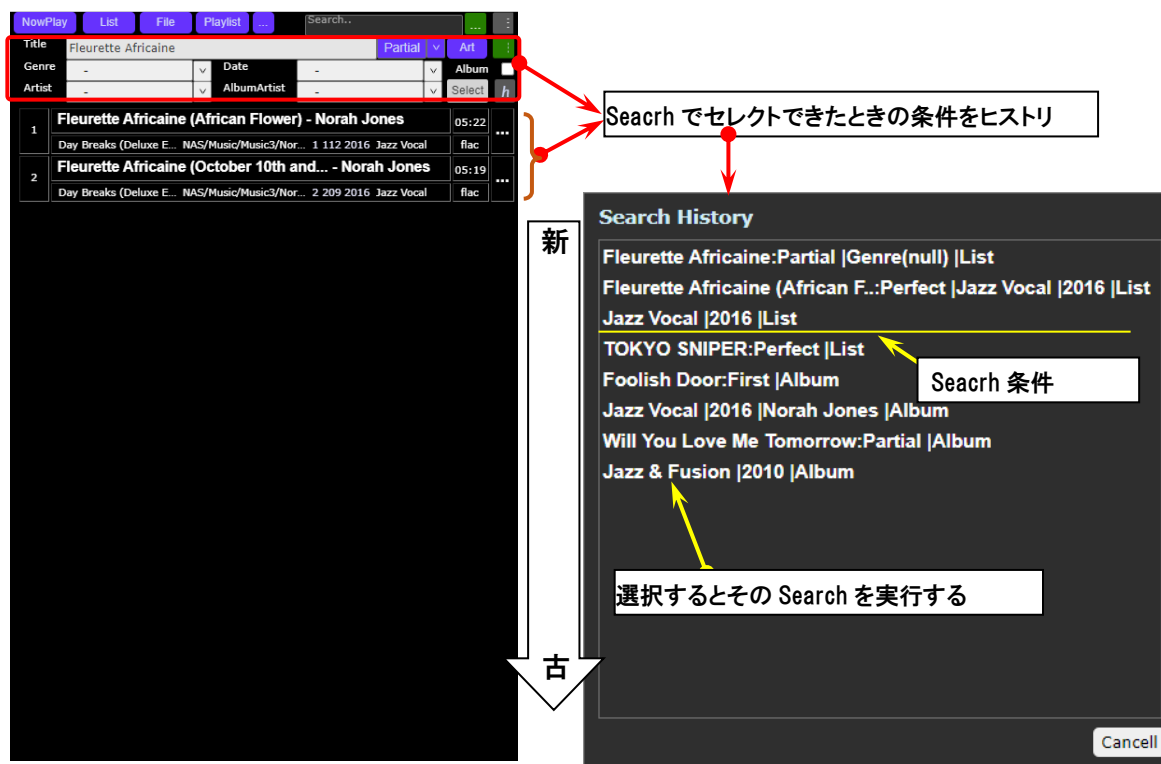 NowPlay List File Playlist ... Search.. ... ⋮
Title Fleurette Africaine Partial v Art ⋮
Genre - v Date - v Album
Artist - v AlbumArtist - v Select h
1 Fleurette Africaine (African Flower) - Norah Jones 05:22 ...
Day Breaks (Deluxe E... NAS/Music/Music3/Nor... 1 112 2016 Jazz Vocal flac
2 Fleurette Africaine (October 10th and... - Norah Jones 05:19 ...
Day Breaks (Deluxe E... NAS/Music/Music3/Nor... 2 209 2016 Jazz Vocal flac
Seacrh でセレクトできたときの条件をヒストリ
新
古
Search History
Fleurette Africaine:Partial |Genre(null) |List
Fleurette Africaine (African F..:Perfect |Jazz Vocal |2016 |List
Jazz Vocal |2016 |List
TOKYO SNIPER:Perfect |List
Foolish Door:First |Album
Seacrh 条件
Jazz Vocal |2016 |Norah Jones |Album
Will You Love Me Tomorrow:Partial |Album
Jazz & Fusion |2010 |Album
選択するとその Search を実行する
Cancell